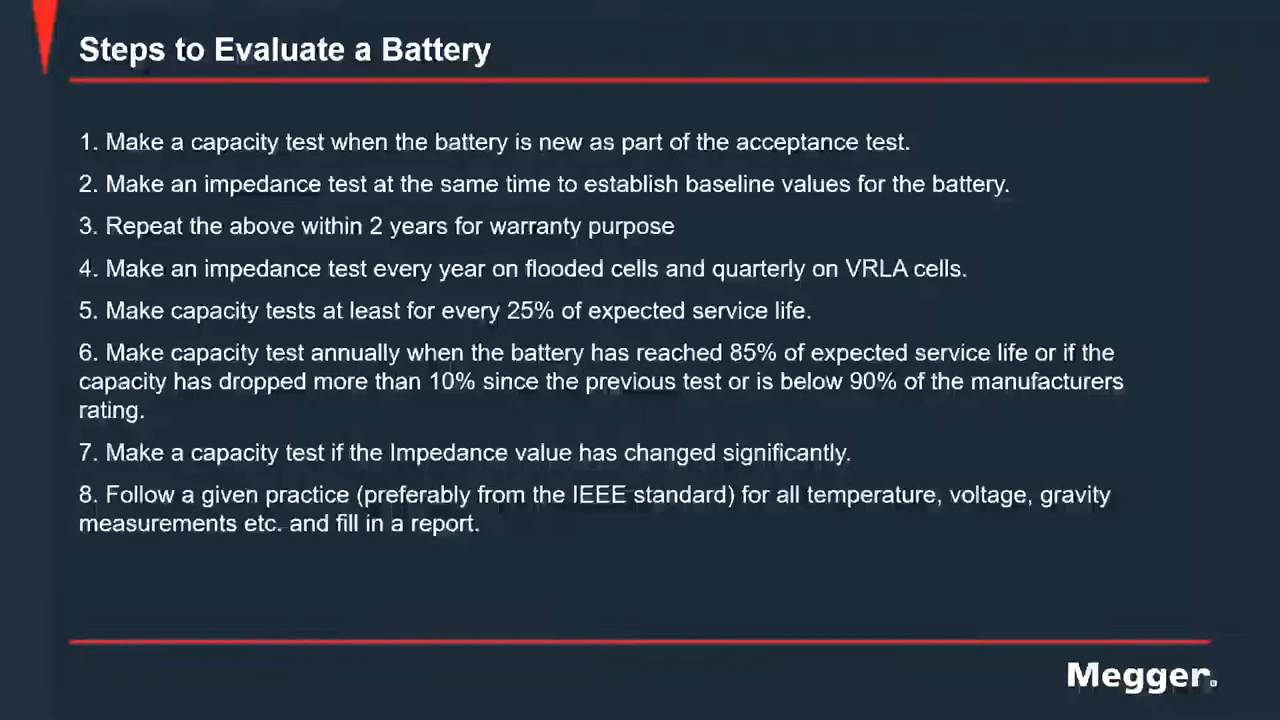 Steps to Evaluate a Battery
1. Make a capacity test when the battery is new as part of the acceptance test.
2. Make an impedance test at the same time to establish baseline values for the battery.
3. Repeat the above within 2 years for warranty purpose
4. Make an impedance test every year on flooded cells and quarterly on VRLA cells.
5. Make capacity tests at least for every 25% of expected service life.
6. Make capacity test annually when the battery has reached 85% of expected service life or if the
capacity has dropped more than 10% since the previous test or is below 90% of the manufacturers
rating.
7. Make a capacity test if the Impedance value has changed significantly.
8. Follow a given practice (preferably from the IEEE standard) for all temperature, voltage, gravity
measurements etc. and fill in a report.
Megger.